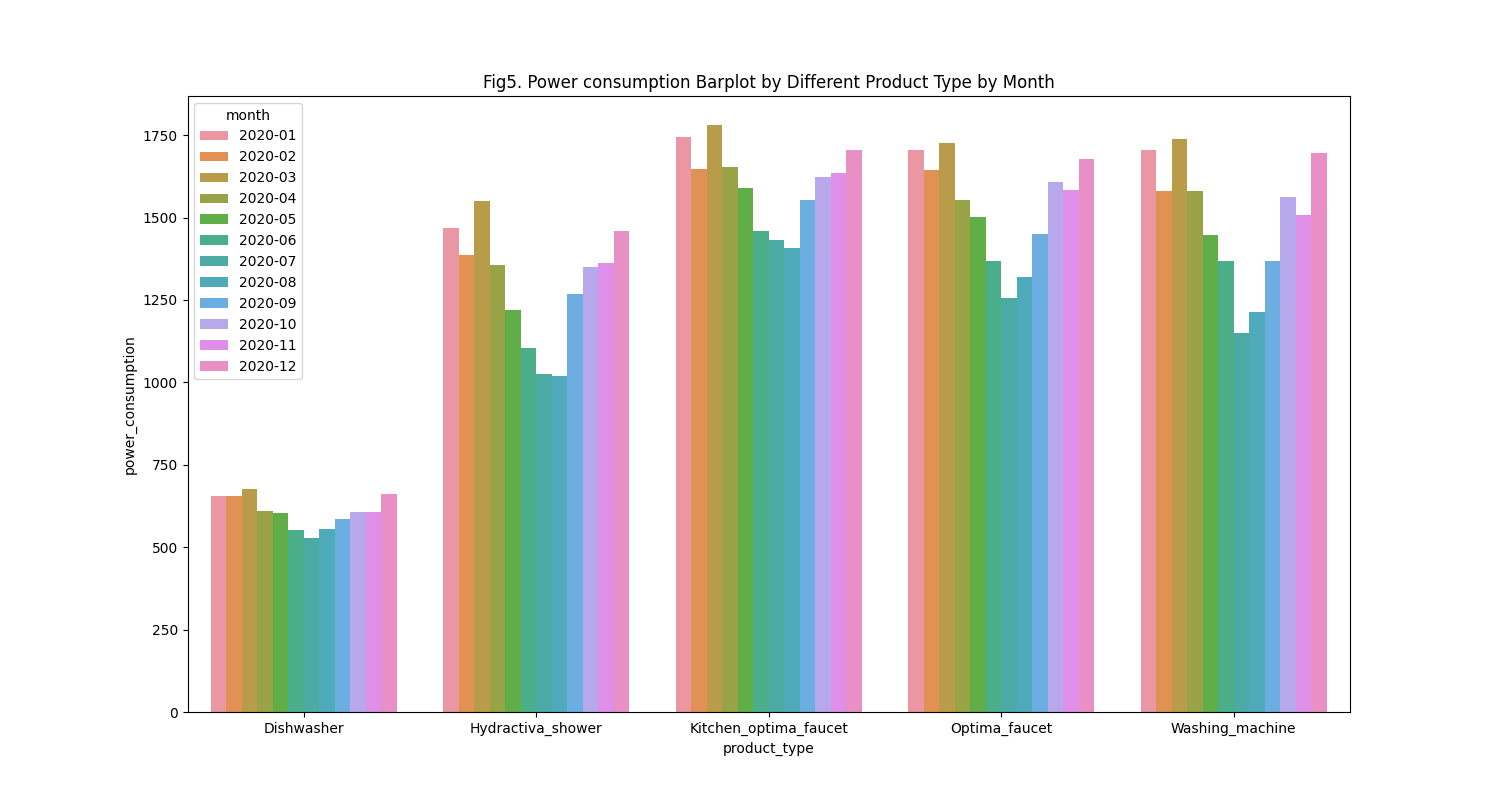 Fig5. Power consumption Barplot by Different Product Type by Month
month
2020-01
2020-02
2020-03
2020-04
2020-05
2020-06
2020-07
2020-08
2020-09
2020-10
2020-11
2020-12
power_consumption
1750
1500
1250
1000
750
500
250
0
Dishwasher
Hydractiva_shower
Kitchen_optima_faucet
Optima_faucet
Washing_machine
product_type